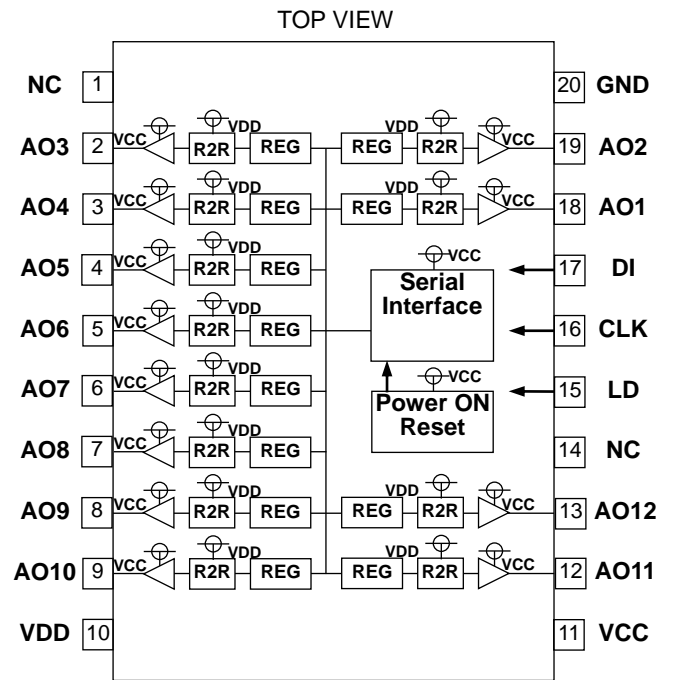 TOP VIEW
NC 1 20 GND
VDD VDD
AO3 2 VCC R2R REG REG R2R VCC 19 AO2
VDD VDD
AO4 3 VCC R2R REG REG R2R VCC 18 AO1
VDD VCC
AO5 4 VCC R2R REG Serial 17 DI
Interface
VDD
AO6 5 VCC R2R REG 16 CLK
VDD VCC
AO7 6 VCC R2R REG Power ON 15 LD
Reset
VDD
AO8 7 VCC R2R REG 14 NC
VDD VDD
AO9 8 VCC R2R REG REG R2R VCC 13 AO12
VDD VDD
AO10 9 VCC R2R REG REG R2R VCC 12 AO11
VDD 10 11 VCC